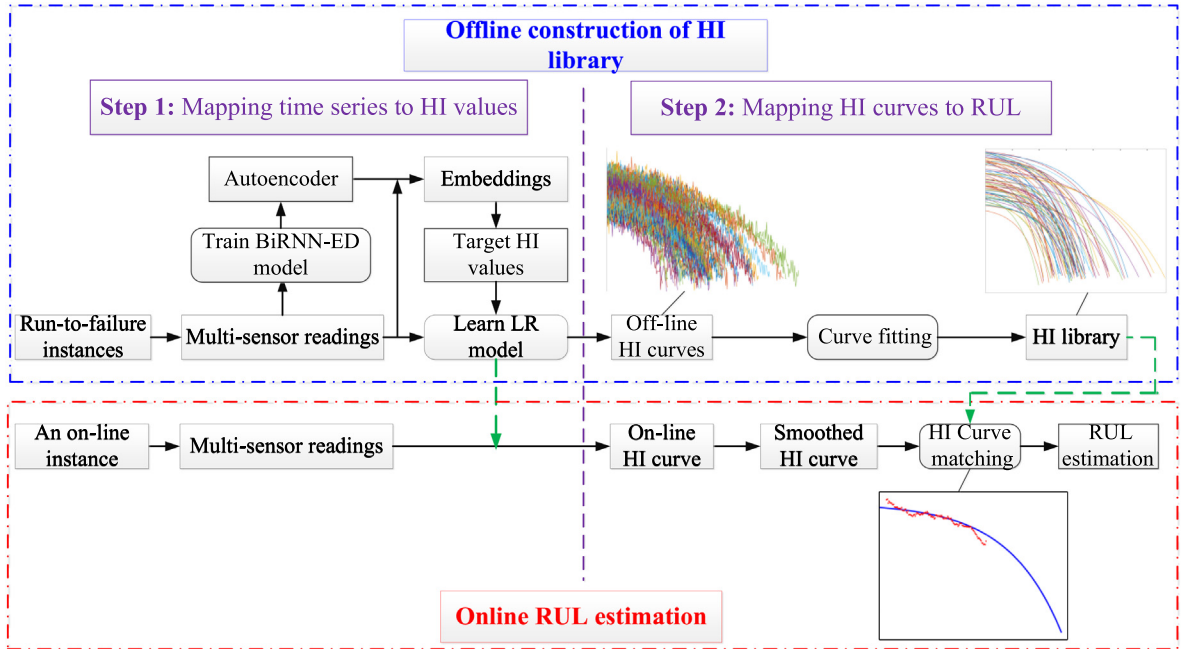 Offline construction of HI
library
Step 1: Mapping time series to HI values
Step 2: Mapping HI curves to RUL
Autoencoder
Embeddings
Train BiRNN-ED
model
Target HI
values
Run-to-failure
instances
Multi-sensor readings
Learn LR
model
Off-line
HI curves
Curve fitting
HI library
An on-line
instance
Multi-sensor readings
On-line
HI curve
Smoothed
HI curve
HI Curve
matching
RUL
estimation
Online RUL estimation